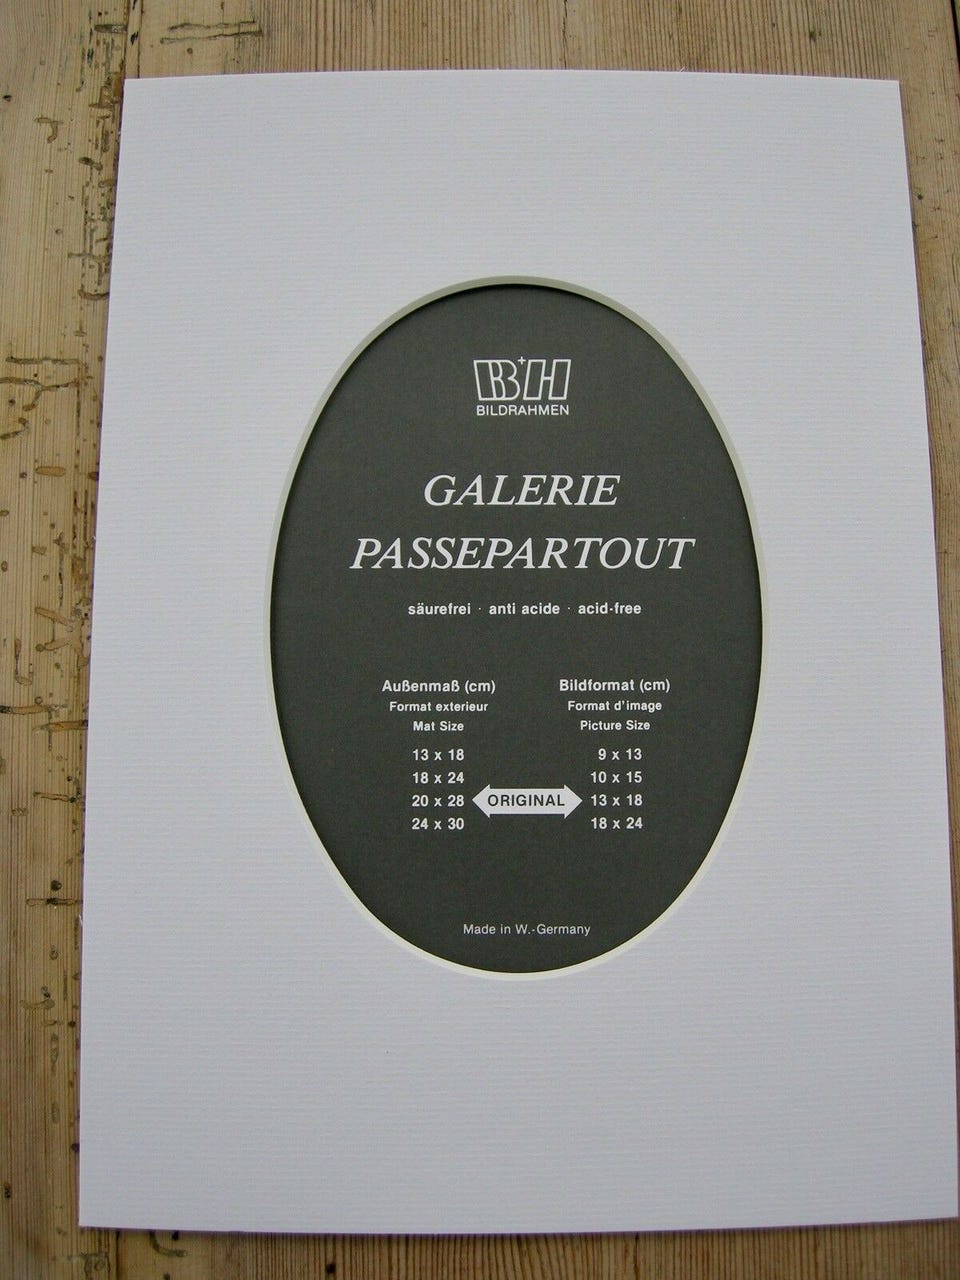 B+H
BILDRAHMEN
GALERIE
PASSEPARTOUT
säurefrei · anti acide · acid-free
Außenmaß (cm) Bildformat (cm)
Format exterieur Format d'image
Mat Size Picture Size
13 x 18 9 x 13
18 x 24 10 x 15
20 x 28 ORIGINAL 13 x 18
24 x 30 18 x 24
Made in W.-Germany